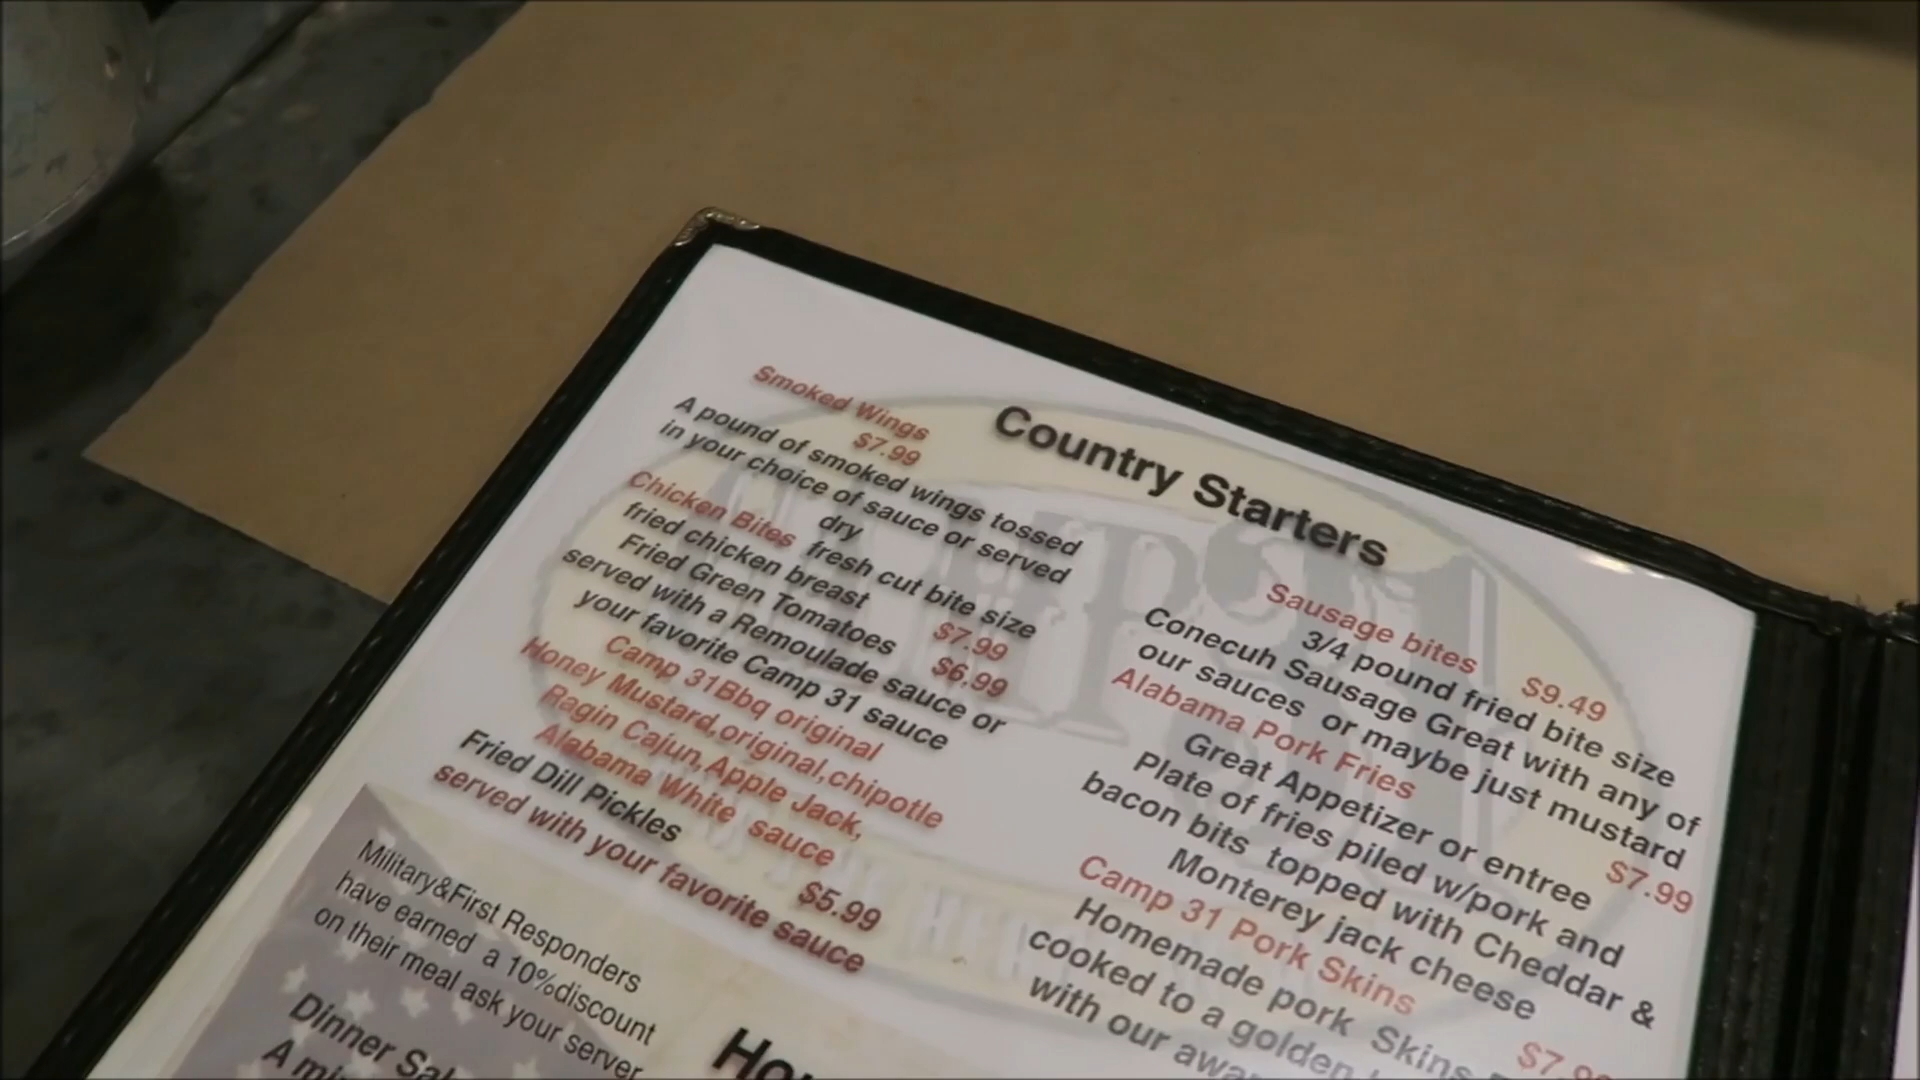 Country Starters
Smoked Wings
$7.99
A pound of smoked wings tossed
in your choice of sauce or served
dry
Chicken Bites fresh cut bite size
fried chicken breast $7.99
Fried Green Tomatoes $6.99
served with a Remoulade sauce or
your favorite Camp 31 sauce
Camp 31Bbq original
Honey Mustard,original,chipotle
Ragin Cajun,Apple Jack,
Alabama White sauce
Fried Dill Pickles $5.99
served with your favorite sauce
Military&First Responders
have earned a 10%discount
on their meal ask your server
Dinner
A
Sausage bites $9.49
3/4 pound fried bite size
Conecuh Sausage Great with any of
our sauces or maybe just mustard
Alabama Pork Fries $7.99
Great Appetizer or entree
Plate of fries piled w/pork and
bacon bits topped with Cheddar &
Monterey jack cheese
Camp 31 Pork Skins
Homemade pork Skins
cooked to a golden
with our